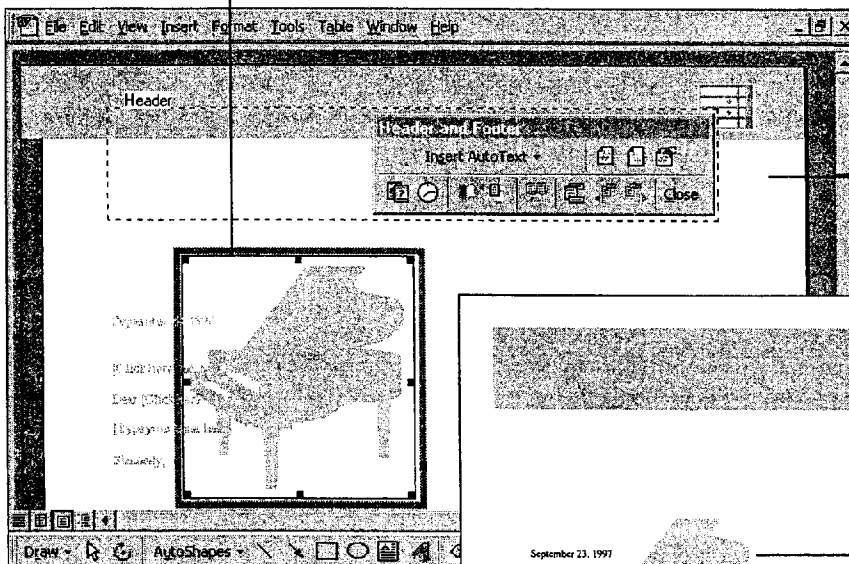 File Edit View Insert Format Tools Table Window Help
Header
Header and Footer
Insert AutoText
Close
Sincerely,
Draw AutoShapes
September 23, 1997